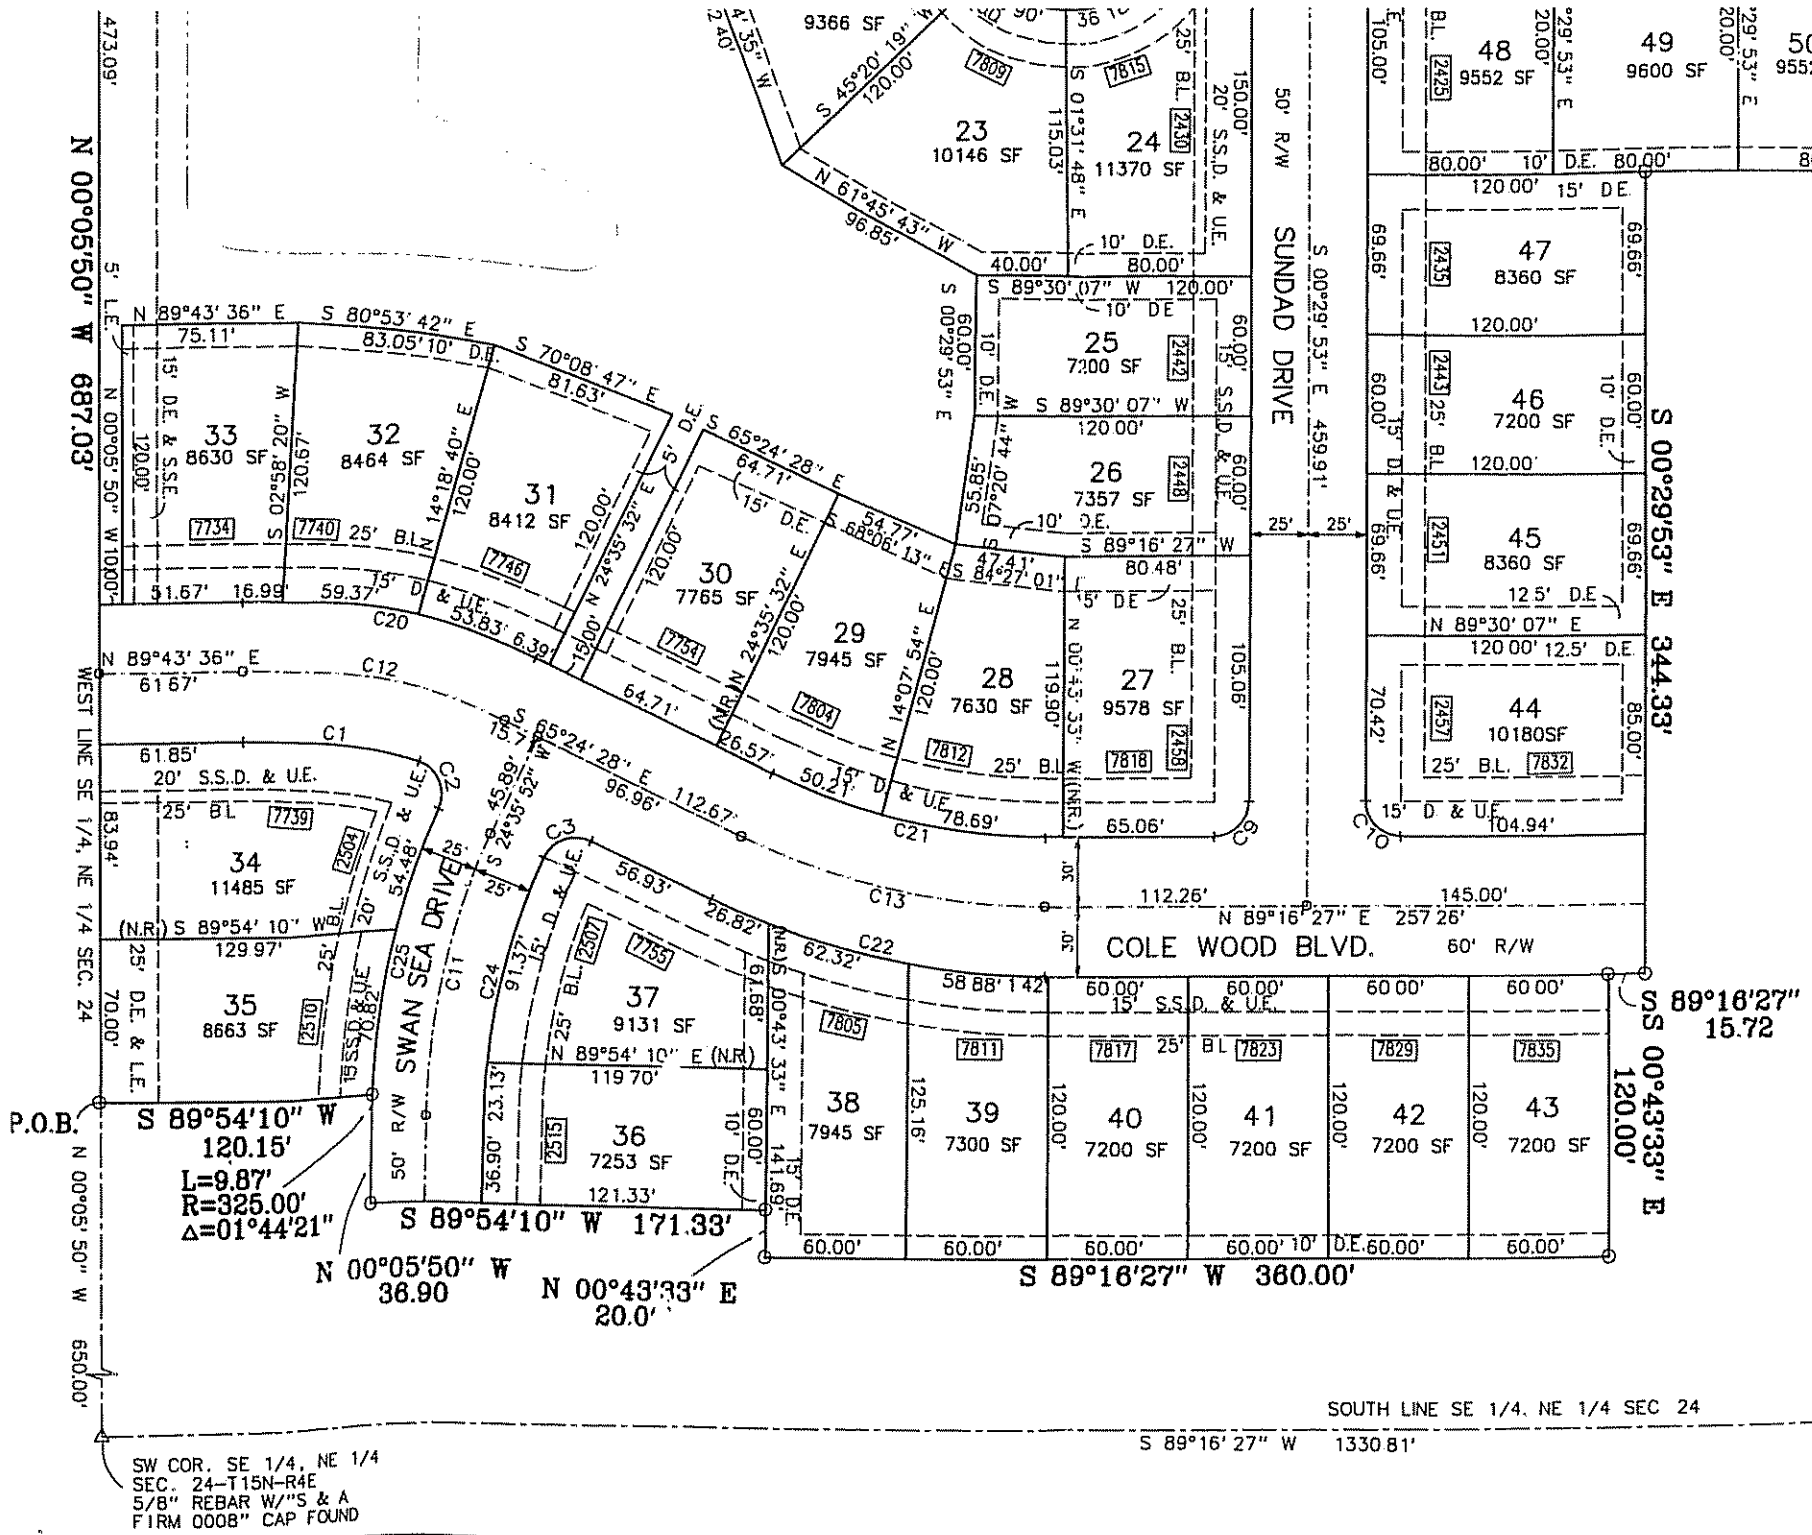 473.09'
N 00°05'50" W 687.03'
5' L.E.
N 00°05'50" W
10.00'
9366 SF
S 45°20'19" W
120.00'
7809
7815
23
10146 SF
24
11370 SF
2430
25' B.L.
S 01°31'48" E
115.03'
N 61°45'43" W
96.85'
10' D.E.
40.00'
80.00'
150.00'
20' S.S.D. & U.E.
50' R/W
SUNDAD DRIVE
S 00°29'53" E 459.91'
105.00'
B.L.
2425
48
9552 SF
20.00'
'29'53" E
49
9600 SF
20.00'
'29'53" E
80.00'
10' D.E.
80.00'
120.00' 15' D.E.
47
8360 SF
2435
69.66'
69.66'
120.00'
46
7200 SF
2443
25' B.L
60.00'
60.00'
10' D.E.
120.00'
15' D. & U.E.
45
8360 SF
2451
69.66'
69.66'
12.5' D.E
N 89°30'07" E
120 00' 12.5' D.E.
44
10180SF
2457
7832
25' B.L.
70.42'
85.00'
15' D & U.E.
104.94'
C10
S 00°29'53" E 344.33'
S 89°30'07" W 120.00'
10' D E
S 00°29'53" E
60.00'
10' D.E.
25
7200 SF
2442
60.00'
15' S.S.D. & U.E
S 89°30'07" W
120.00'
26
7357 SF
2448
60.00'
S 07°20'44" W
55.85'
10' D.E.
S 89°16'27" W
80.48'
25'
25'
N 89°43'36" E
75.11'
S 80°53'42" E
83.05'
10' D.E.
S 70°08'47" E
81.63'
5' D.E.
S 65°24'28" E
64.71'
15' D.E.
54.77'
S 68°06'13" E
47.41'
S 84°27'01"
15' D.E. & S.S.E
120.00'
33
8630 SF
7734
S 02°58'20" W
120.67'
32
8464 SF
7740
25' B.L.
N 14°18'40" E
120.00'
31
8412 SF
7746
120.00'
N 24°35'32" E
15.00'
120.00'
30
7765 SF
7754
N 24°35'32" E
120.00'
(N.R.)
29
7945 SF
7804
N 14°07'54" E
120.00'
28
7630 SF
7812
119.90'
N 00°43'33" W (N.R.)
27
9578 SF
7818
2458
25' B.L.
5' D E
105.06'
25' B.L
51.67'
16.99
59.37'
15' D & U.E.
C20
53.83'
6.39'
64.71'
26.57'
50.21'
15' D. & U.E
C21
78.69'
65.06'
C9
N 89°43'36" E
61.67'
C12
S 65°24'28" E
96.96'
112.67'
45.89'
S 24°35'52" W
C13
112.26'
145.00'
N 89°16'27" E 257 26'
COLE WOOD BLVD. 60' R/W
30'
30'
WEST LINE SE 1/4, NE 1/4 SEC. 24
61.85'
C1
C2
20' S.S.D. & U.E.
25' B.L
7739
2504
83.94'
34
11485 SF
B.L.
20' S.S.D. & U.E.
54.48'
(N.R.) S 89°54'10" W
129.97'
25' D.E. & L.E.
70.00'
35
8663 SF
2510
25'
15' S.S.D. & U.E
70.82'
C25
SWAN SEA DRIVE
50' R/W
C11
C24
25'
25'
C3
56.93'
26.82'
62.32'
C22
58 88'
1 42'
91.37'
15' D. & U.E.
25' B.L.
2507
7755
37
9131 SF
61.68'
N 89°54'10" E (N.R.)
119 70'
36.90'
23.13'
2515
36
7253 SF
121.33'
60.00'
10' D.E.
(N.R.) S 00°43'33" E 141.69'
15' D.E.
60.00'
60.00'
60.00'
60.00'
15' S.S.D. & U.E.
25' B L
7805
7811
7817
7823
7829
7835
38
7945 SF
125.16'
39
7300 SF
120.00'
40
7200 SF
120.00'
41
7200 SF
120.00'
42
7200 SF
120.00'
43
7200 SF
60.00'
60.00'
60.00'
60.00'
10' D.E.
60.00'
60.00'
S 89°16'27" W 360.00'
S 89°16'27"
15.72
S 00°43'33" E
120.00'
P.O.B.
S 89°54'10" W
120.15'
L=9.87'
R=325.00'
Δ=01°44'21"
S 89°54'10" W 171.33'
N 00°05'50" W
36.90
N 00°43'33" E
20.0'
N 00°05'50" W 650.00'
SOUTH LINE SE 1/4, NE 1/4 SEC 24
S 89°16'27" W 1330.81'
SW COR. SE 1/4, NE 1/4
SEC. 24-T15N-R4E
5/8" REBAR W/"S & A
FIRM 0008" CAP FOUND